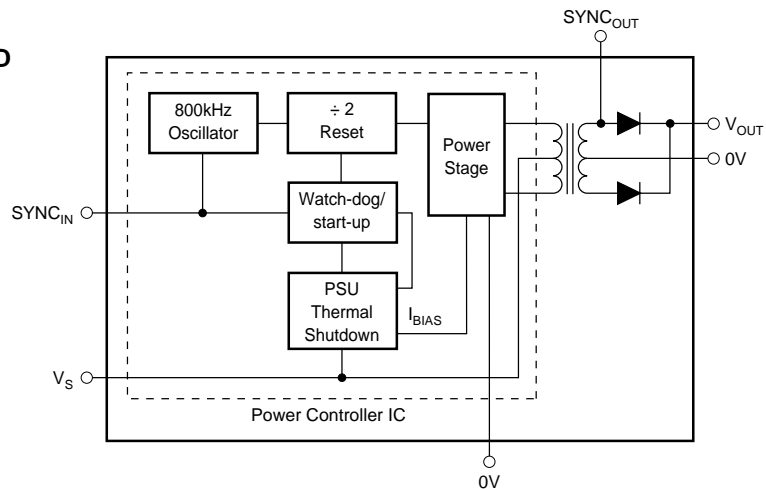 SYNCOUT
D
800kHz
Oscillator
÷ 2
Reset
Power
Stage
VOUT
0V
SYNCIN
Watch-dog/
start-up
PSU
Thermal
Shutdown
IBIAS
VS
Power Controller IC
0V